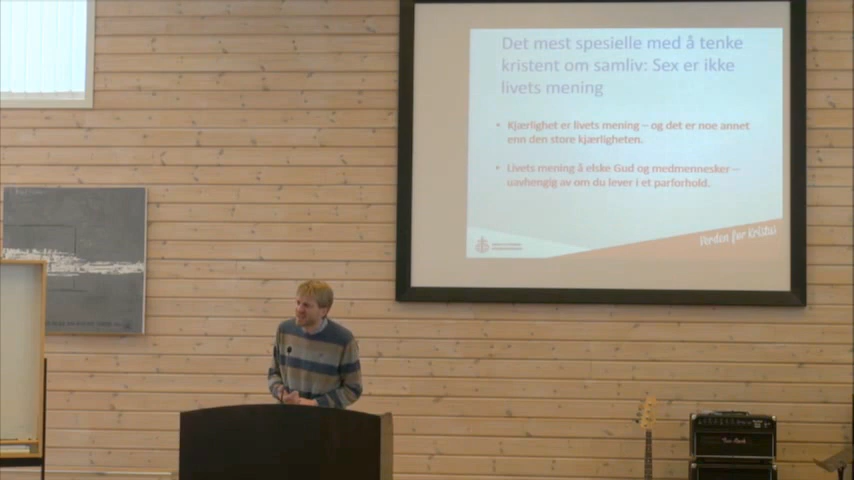 Det mest spesielle med å tenke
kristent om samliv: Sex er ikke
livets mening
• Kjærlighet er livets mening – og det er noe annet
enn den store kjærligheten.
• Livets mening å elske Gud og medmennesker –
uavhengig av om du lever i et parforhold.
Verden for Kristus